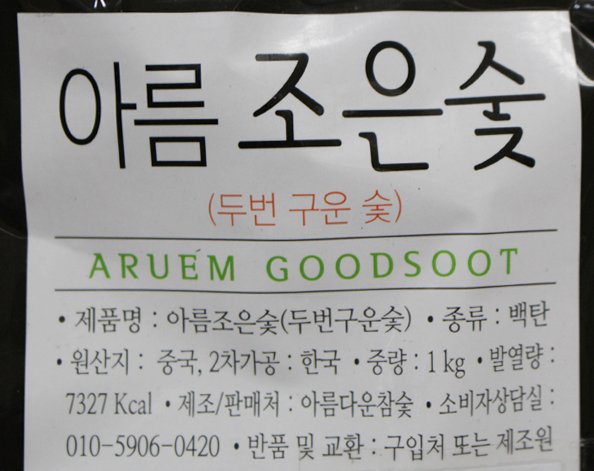 아름 조은숯
(두번 구운 숯)
ARUEM GOODSOOT
• 제품명 : 아름조은숯(두번구운숯) • 종류 : 백탄
• 원산지 : 중국, 2차가공 : 한국 • 중량 : 1 kg • 발열량 :
7327 Kcal • 제조/판매처 : 아름다운참숯 • 소비자상담실 :
010-5906-0420 • 반품 및 교환 : 구입처 또는 제조원